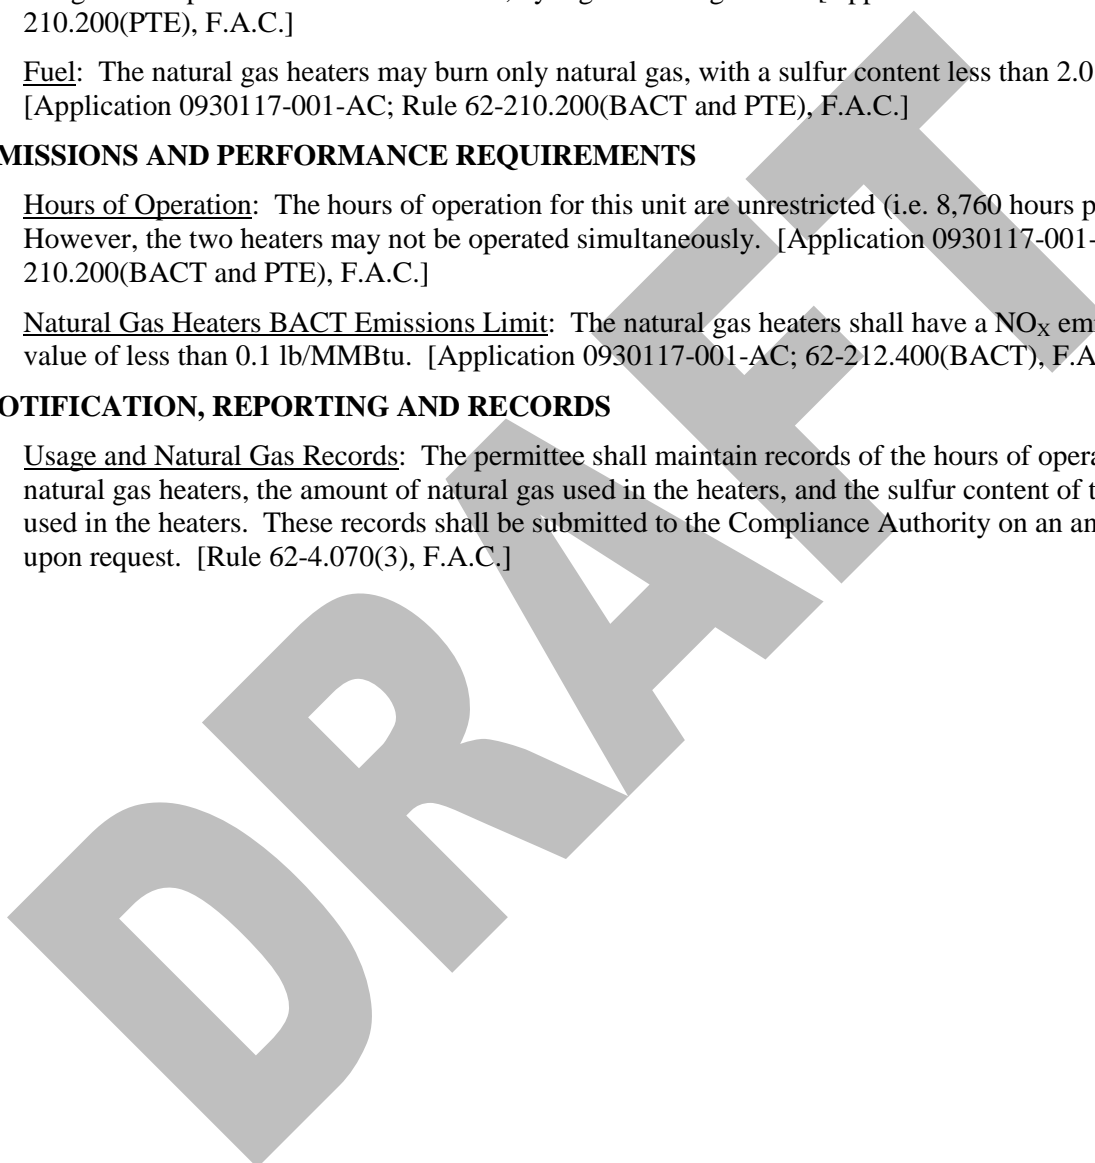 210.200(PTE), F.A.C.]
Fuel: The natural gas heaters may burn only natural gas, with a sulfur content less than 2.0
[Application 0930117-001-AC; Rule 62-210.200(BACT and PTE), F.A.C.]
MISSIONS AND PERFORMANCE REQUIREMENTS
Hours of Operation: The hours of operation for this unit are unrestricted (i.e. 8,760 hours p
However, the two heaters may not be operated simultaneously. [Application 0930117-001-
210.200(BACT and PTE), F.A.C.]
Natural Gas Heaters BACT Emissions Limit: The natural gas heaters shall have a NOX em
value of less than 0.1 lb/MMBtu. [Application 0930117-001-AC; 62-212.400(BACT), F.A
OTIFICATION, REPORTING AND RECORDS
Usage and Natural Gas Records: The permittee shall maintain records of the hours of opera
natural gas heaters, the amount of natural gas used in the heaters, and the sulfur content of t
used in the heaters. These records shall be submitted to the Compliance Authority on an an
upon request. [Rule 62-4.070(3), F.A.C.]
DRAFT